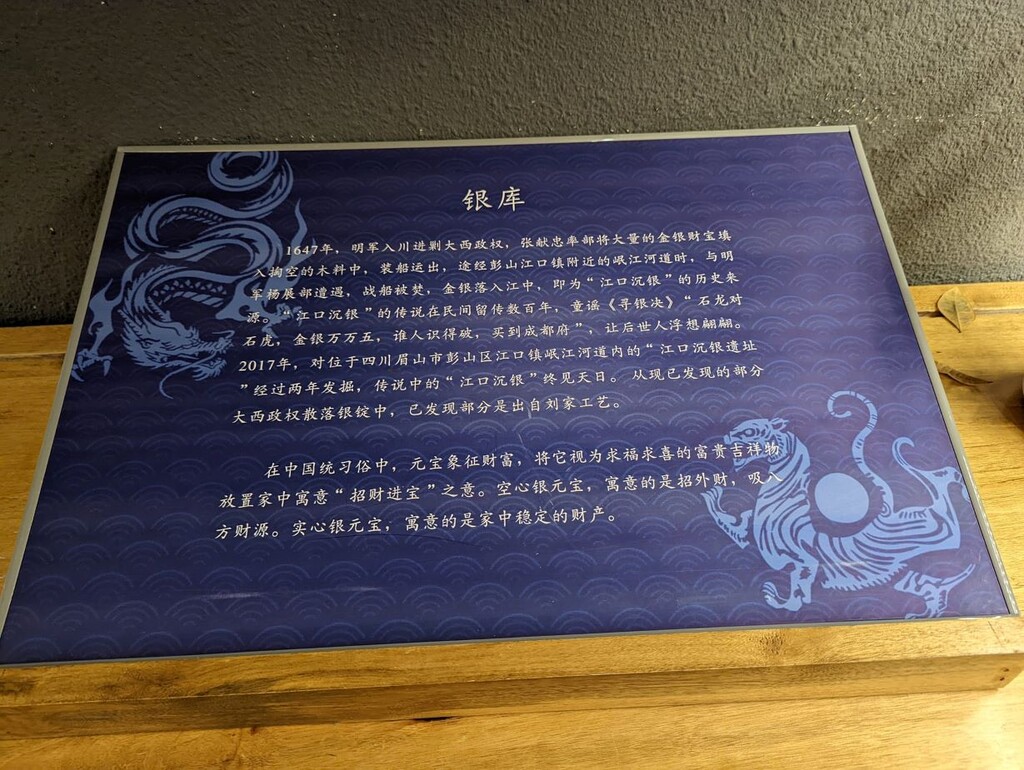 银库
1647年，明军入川进剿大西政权，张献忠率部将大量的金银财宝填
入掏空的木料中，装船运出，途经彭山江口镇附近的岷江河道时，与明
军杨展部遭遇，战船被焚，金银落入江中，即为“江口沉银”的历史来
源。“江口沉银”的传说在民间留传数百年，童谣《寻银决》“石龙对
石虎，金银万万五，谁人识得破，买到成都府”，让后世人浮想翩翩。
2017年，对位于四川眉山市彭山区江口镇岷江河道内的“江口沉银遗址
”经过两年发掘，传说中的“江口沉银”终见天日。从现已发现的部分
大西政权散落银锭中，已发现部分是出自刘家工艺。
在中国统习俗中，元宝象征财富，将它视为求福求喜的富贵吉祥物
放置家中寓意“招财进宝”之意。空心银元宝，寓意的是招外财，吸八
方财源。实心银元宝，寓意的是家中稳定的财产。